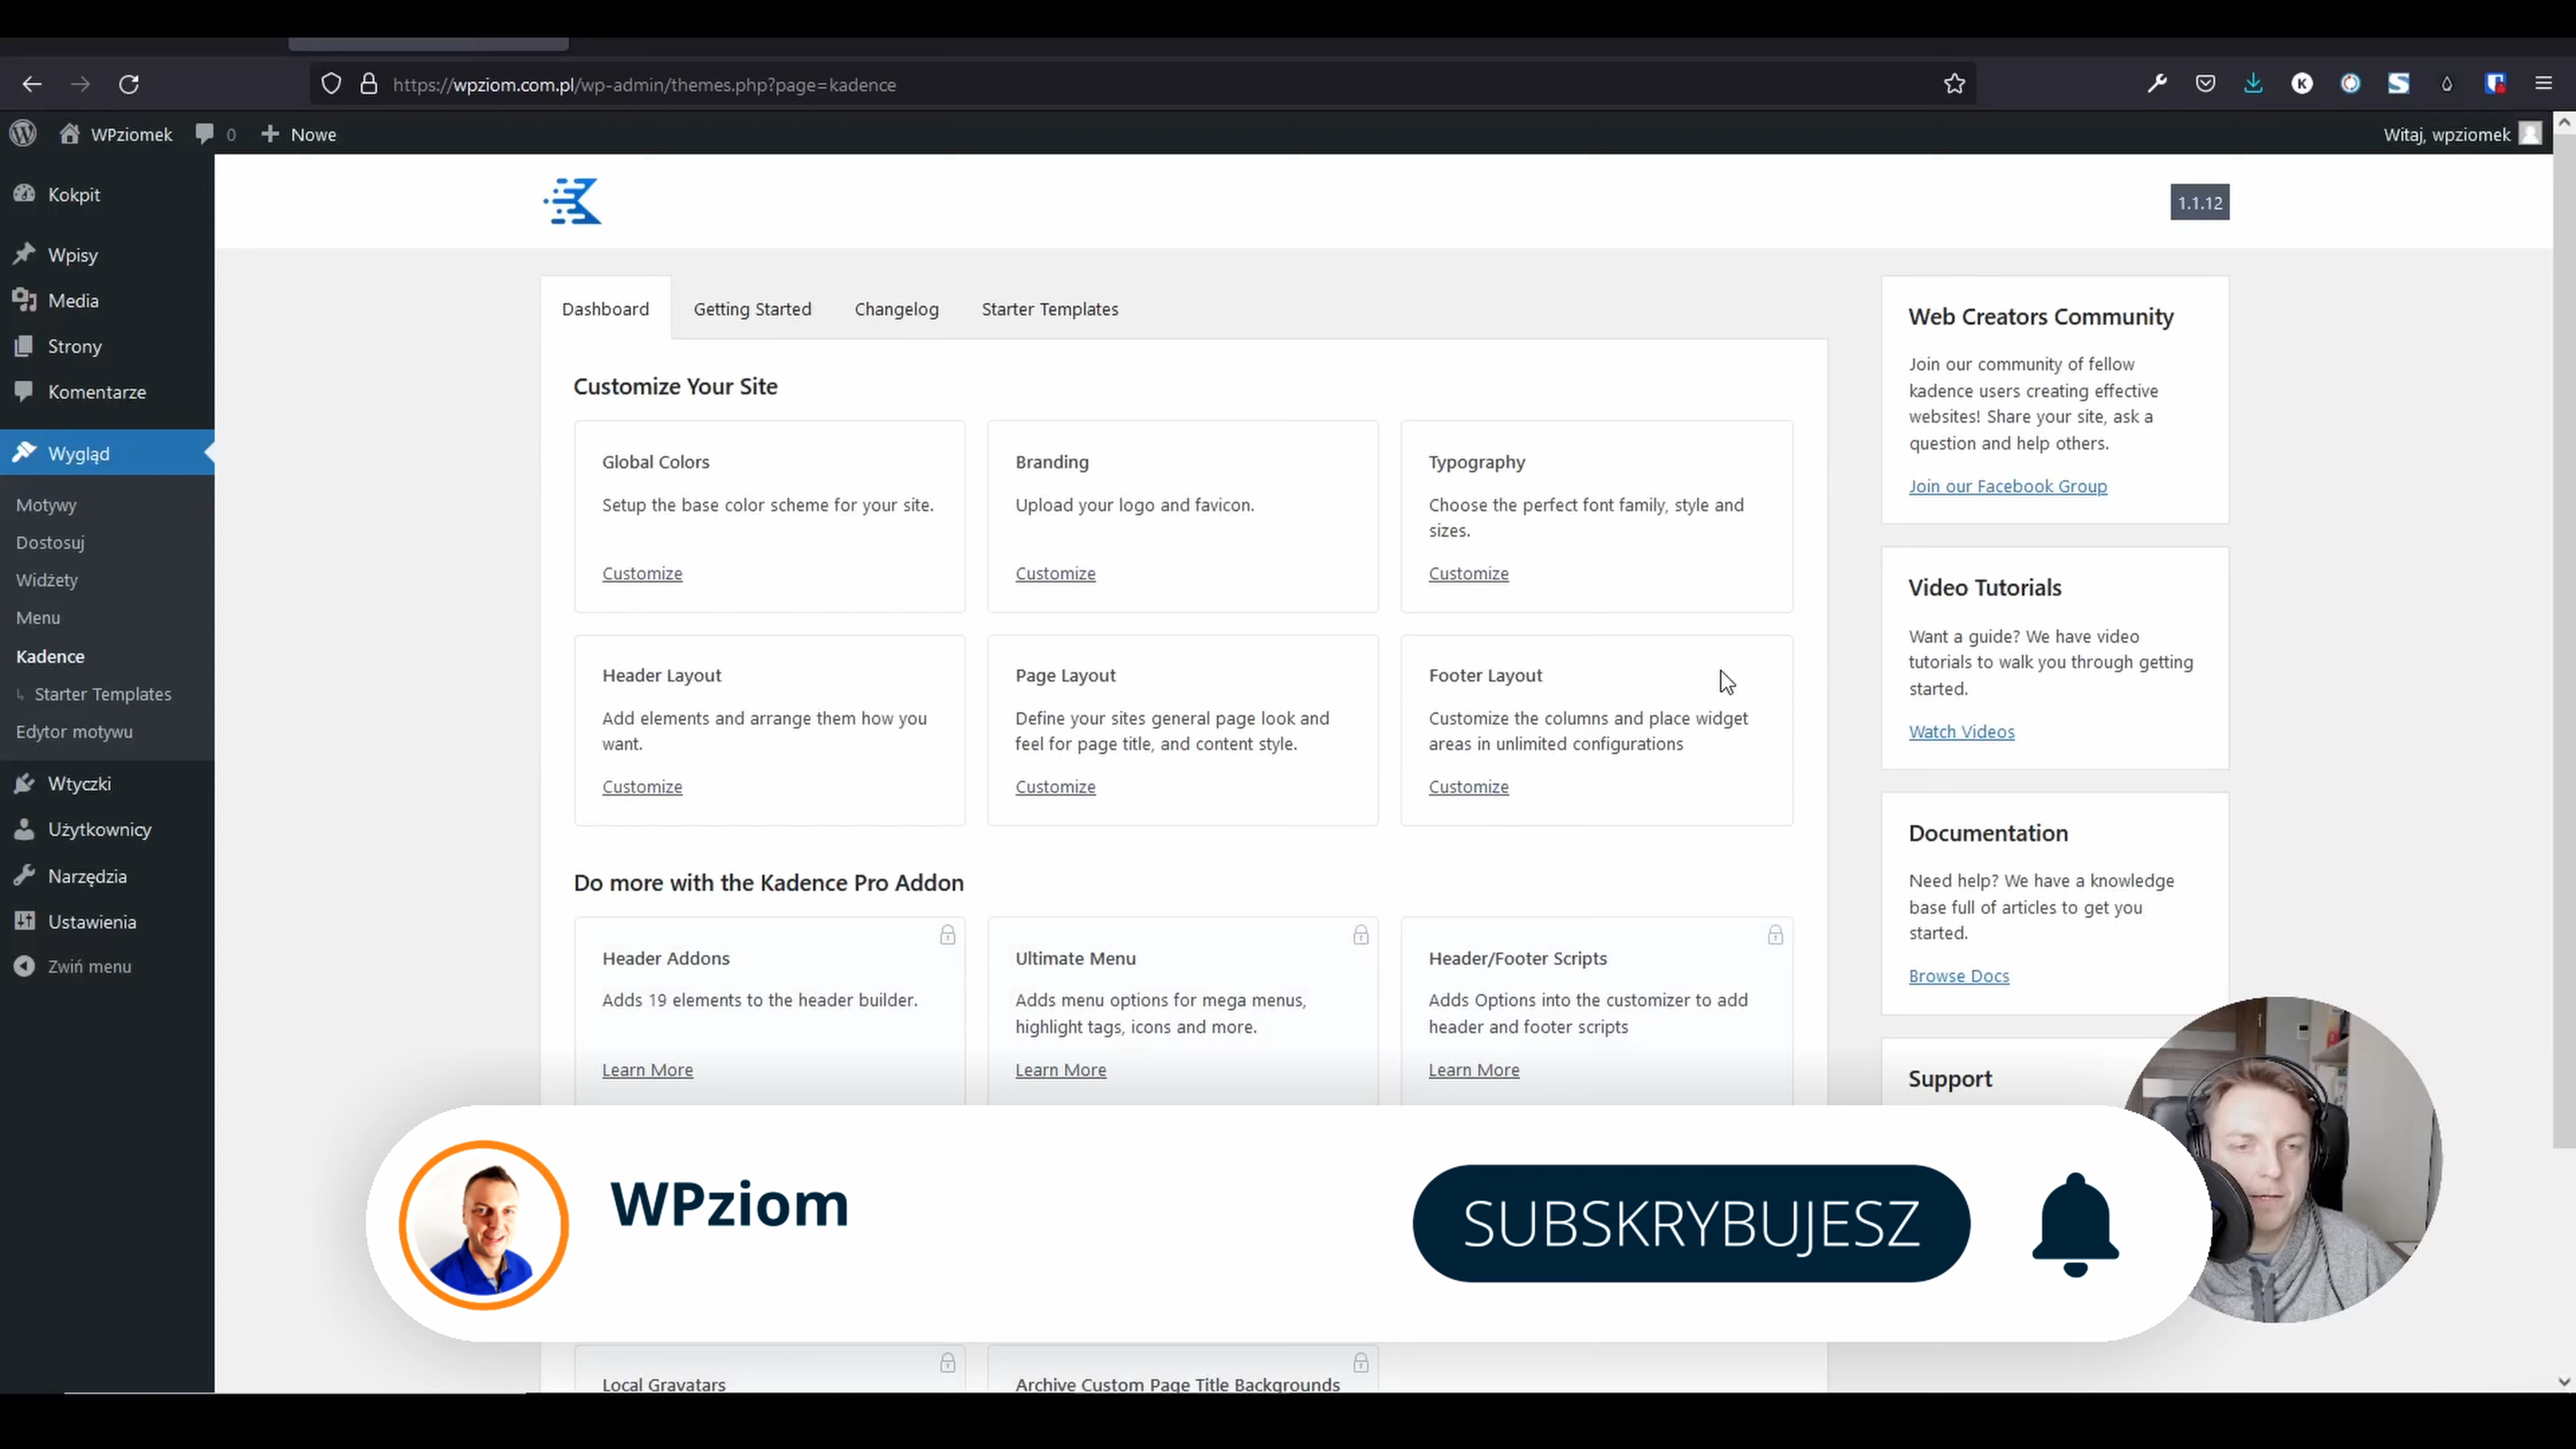 https://wpziom.com.pl/wp-admin/themes.php?page=kadence
WPziomek
0
Nowe
Witaj, wpziomek
Kokpit
Wpisy
Media
Strony
Komentarze
Wygląd
Motywy
Dostosuj
Widżety
Menu
Kadence
Starter Templates
Edytor motywu
Wtyczki
Użytkownicy
Narzędzia
Ustawienia
Zwiń menu
1.1.12
Dashboard
Getting Started
Changelog
Starter Templates
Customize Your Site
Global Colors
Setup the base color scheme for your site.
Customize
Branding
Upload your logo and favicon.
Customize
Typography
Choose the perfect font family, style and
sizes.
Customize
Header Layout
Add elements and arrange them how you
want.
Customize
Page Layout
Define your sites general page look and
feel for page title, and content style.
Customize
Footer Layout
Customize the columns and place widget
areas in unlimited configurations
Customize
Do more with the Kadence Pro Addon
Header Addons
Adds 19 elements to the header builder.
Learn More
Ultimate Menu
Adds menu options for mega menus,
highlight tags, icons and more.
Learn More
Header/Footer Scripts
Adds Options into the customizer to add
header and footer scripts
Learn More
Local Gravatars
Archive Custom Page Title Backgrounds
Web Creators Community
Join our community of fellow
kadence users creating effective
websites! Share your site, ask a
question and help others.
Join our Facebook Group
Video Tutorials
Want a guide? We have video
tutorials to walk you through getting
started.
Watch Videos
Documentation
Need help? We have a knowledge
base full of articles to get you
started.
Browse Docs
Support
WPziom
SUBSKRYBUJESZ